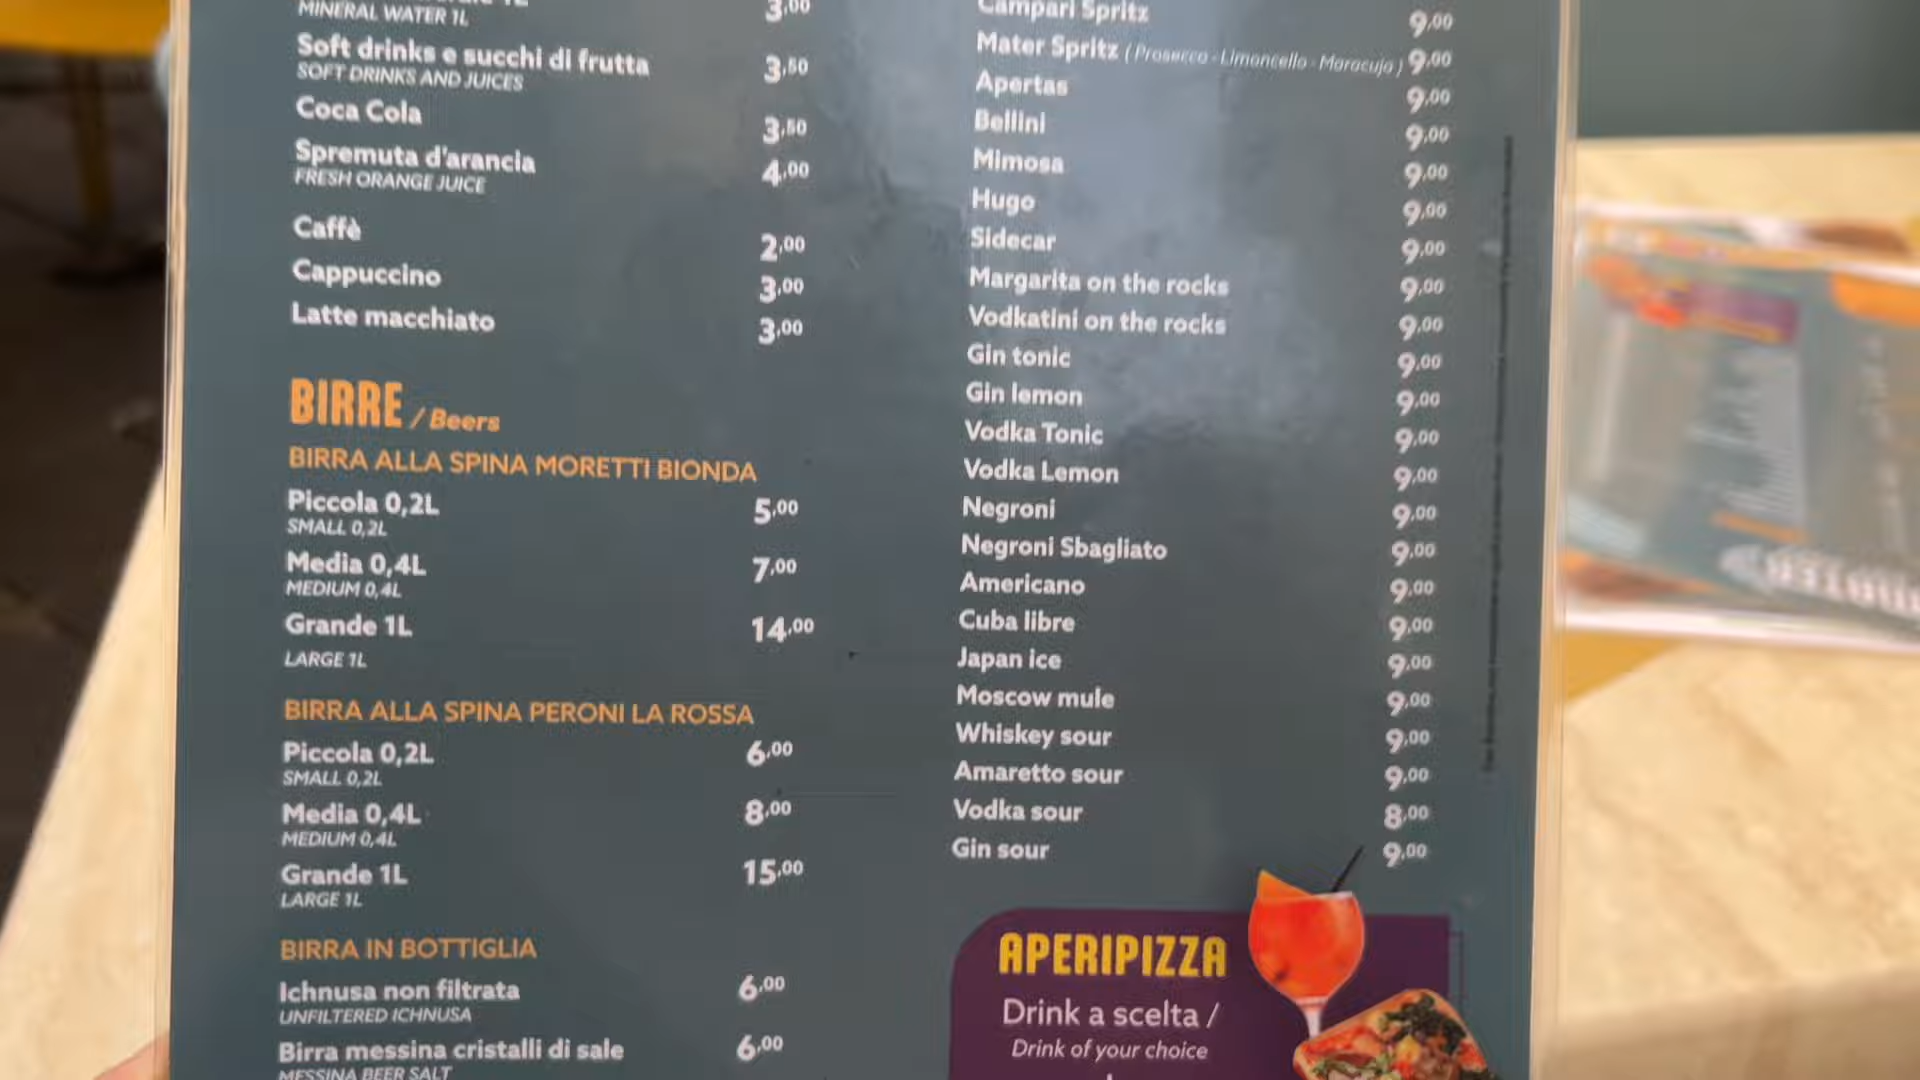 MINERAL WATER 1L 3,00
Soft drinks e succhi di frutta 3,50
SOFT DRINKS AND JUICES
Coca Cola 3,50
Spremuta d'arancia 4,00
FRESH ORANGE JUICE
Caffè 2,00
Cappuccino 3,00
Latte macchiato 3,00
BIRRE / Beers
BIRRA ALLA SPINA MORETTI BIONDA
Piccola 0,2L 5,00
SMALL 0,2L
Media 0,4L 7,00
MEDIUM 0,4L
Grande 1L 14,00
LARGE 1L
BIRRA ALLA SPINA PERONI LA ROSSA
Piccola 0,2L 6,00
SMALL 0,2L
Media 0,4L 8,00
MEDIUM 0,4L
Grande 1L 15,00
LARGE 1L
BIRRA IN BOTTIGLIA
Ichnusa non filtrata 6,00
UNFILTERED ICHNUSA
Birra messina cristalli di sale 6,00
MESSINA BEER SALT
Campari Spritz 9,00
Mater Spritz (Prosecco - Limoncello - Maracuja) 9,00
Apertas 9,00
Bellini 9,00
Mimosa 9,00
Hugo 9,00
Sidecar 9,00
Margarita on the rocks 9,00
Vodkatini on the rocks 9,00
Gin tonic 9,00
Gin lemon 9,00
Vodka Tonic 9,00
Vodka Lemon 9,00
Negroni 9,00
Negroni Sbagliato 9,00
Americano 9,00
Cuba libre 9,00
Japan ice 9,00
Moscow mule 9,00
Whiskey sour 9,00
Amaretto sour 9,00
Vodka sour 8,00
Gin sour 9,00
APERIPIZZA
Drink a scelta /
Drink of your choice